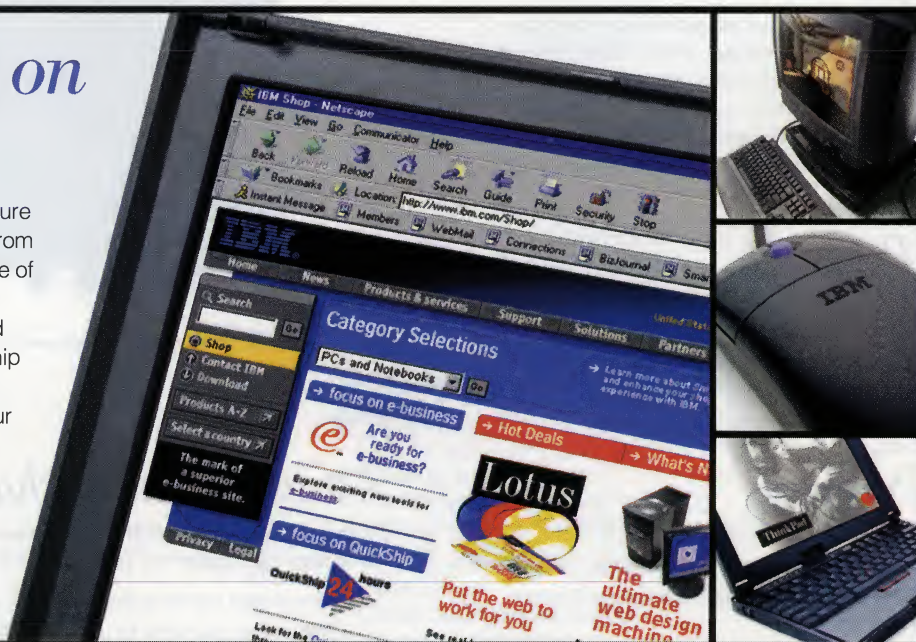 on
ure
rom
e of
d
ip
ur
IBM Shop - Netscape
File Edit View Go Communicator Help
Back Forward Reload Home Search Guide Print Security Stop
Bookmarks Location: http://www.ibm.com/Shop/
Instant Message Members WebMail Connections BizJournal Smar
IBM
Home News Products & services Support Solutions Partners
United Stat
Search
Go
Shop
Contact IBM
Download
Products A-Z
Select a country
The mark of
a superior
e-business site.
Privacy Legal
Category Selections
PCs and Notebooks Go
→ Learn more about
and enhance your
experience with IBM.
→ focus on e-business
Are you
ready for
e-business?
Explore exciting new tools for
e-business.
→ focus on QuickShip
QuickShip 24 hours
Look for the
→ Hot Deals
→ What's N
Lotus
Put the web to
work for you
The
ultimate
web design
machine
IBM
ThinkPad